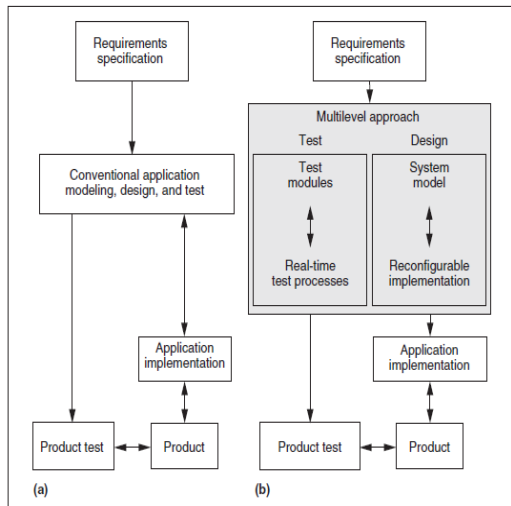 Requirements
specification
Conventional application
modeling, design, and test
Application
implementation
Product test
Product
(a)
Requirements
specification
Multilevel approach
Test
Design
Test
modules
System
model
Real-time
test processes
Reconfigurable
implementation
Application
implementation
Product test
Product
(b)